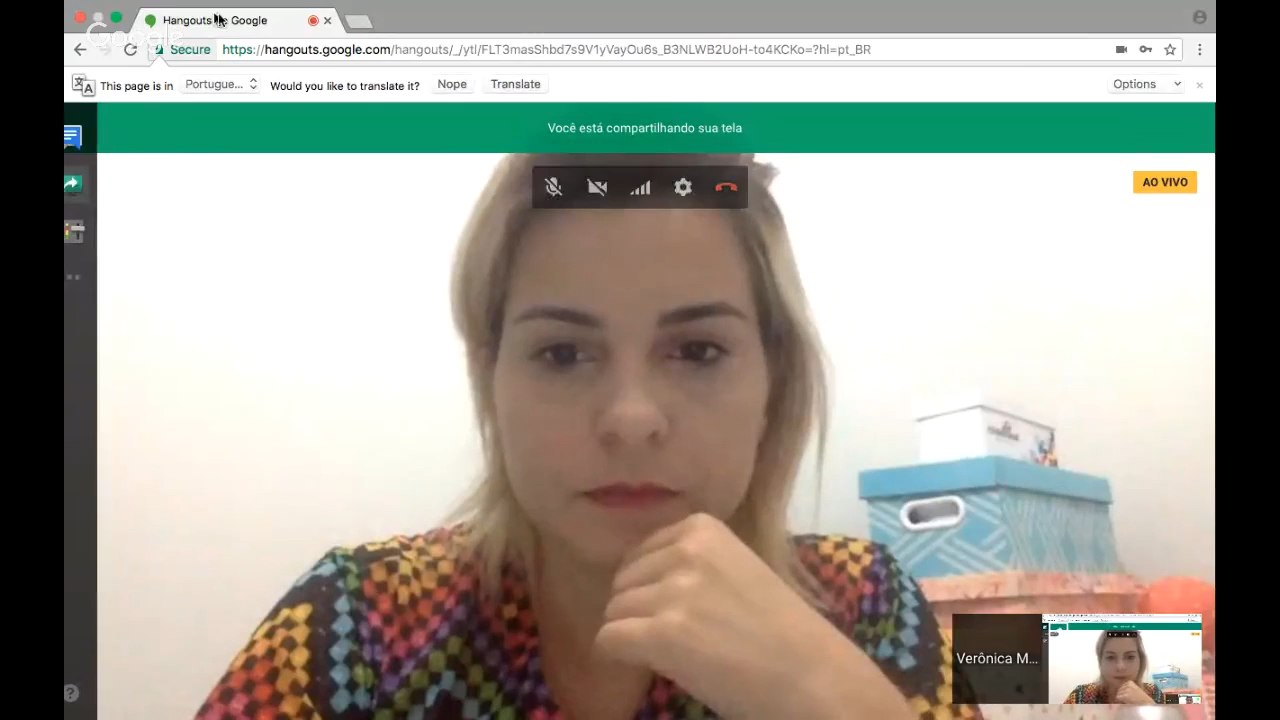 Hangouts
Google
Google
Secure
https://hangouts.google.com/hangouts/_/ytl/FLT3masShbd7s9V1yVayOu6s_B3NLWB2UoH-to4KCKo=?hl=pt_BR
This page is in
Portugue...
Would you like to translate it?
Nope
Translate
Options
Você está compartilhando sua tela
AO VIVO
Verônica M...